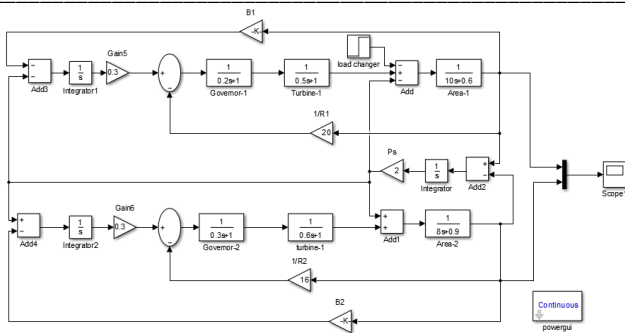 B1
-K-
Gain5
load changer
Add3
1
s
Integrator1
0.3
1
0.2s+1
Governor-1
1
0.5s+1
Turbine-1
Add
1
10s+0.6
Area-1
1/R1
20
Ps
2
1
s
Integrator
Add2
Scope1
Gain6
Add4
1
s
Integrator2
0.3
1
0.3s+1
Governor-2
1
0.6s+1
turbine-1
Add1
1
8s+0.9
Area-2
1/R2
16
B2
-K-
Continuous
powergui